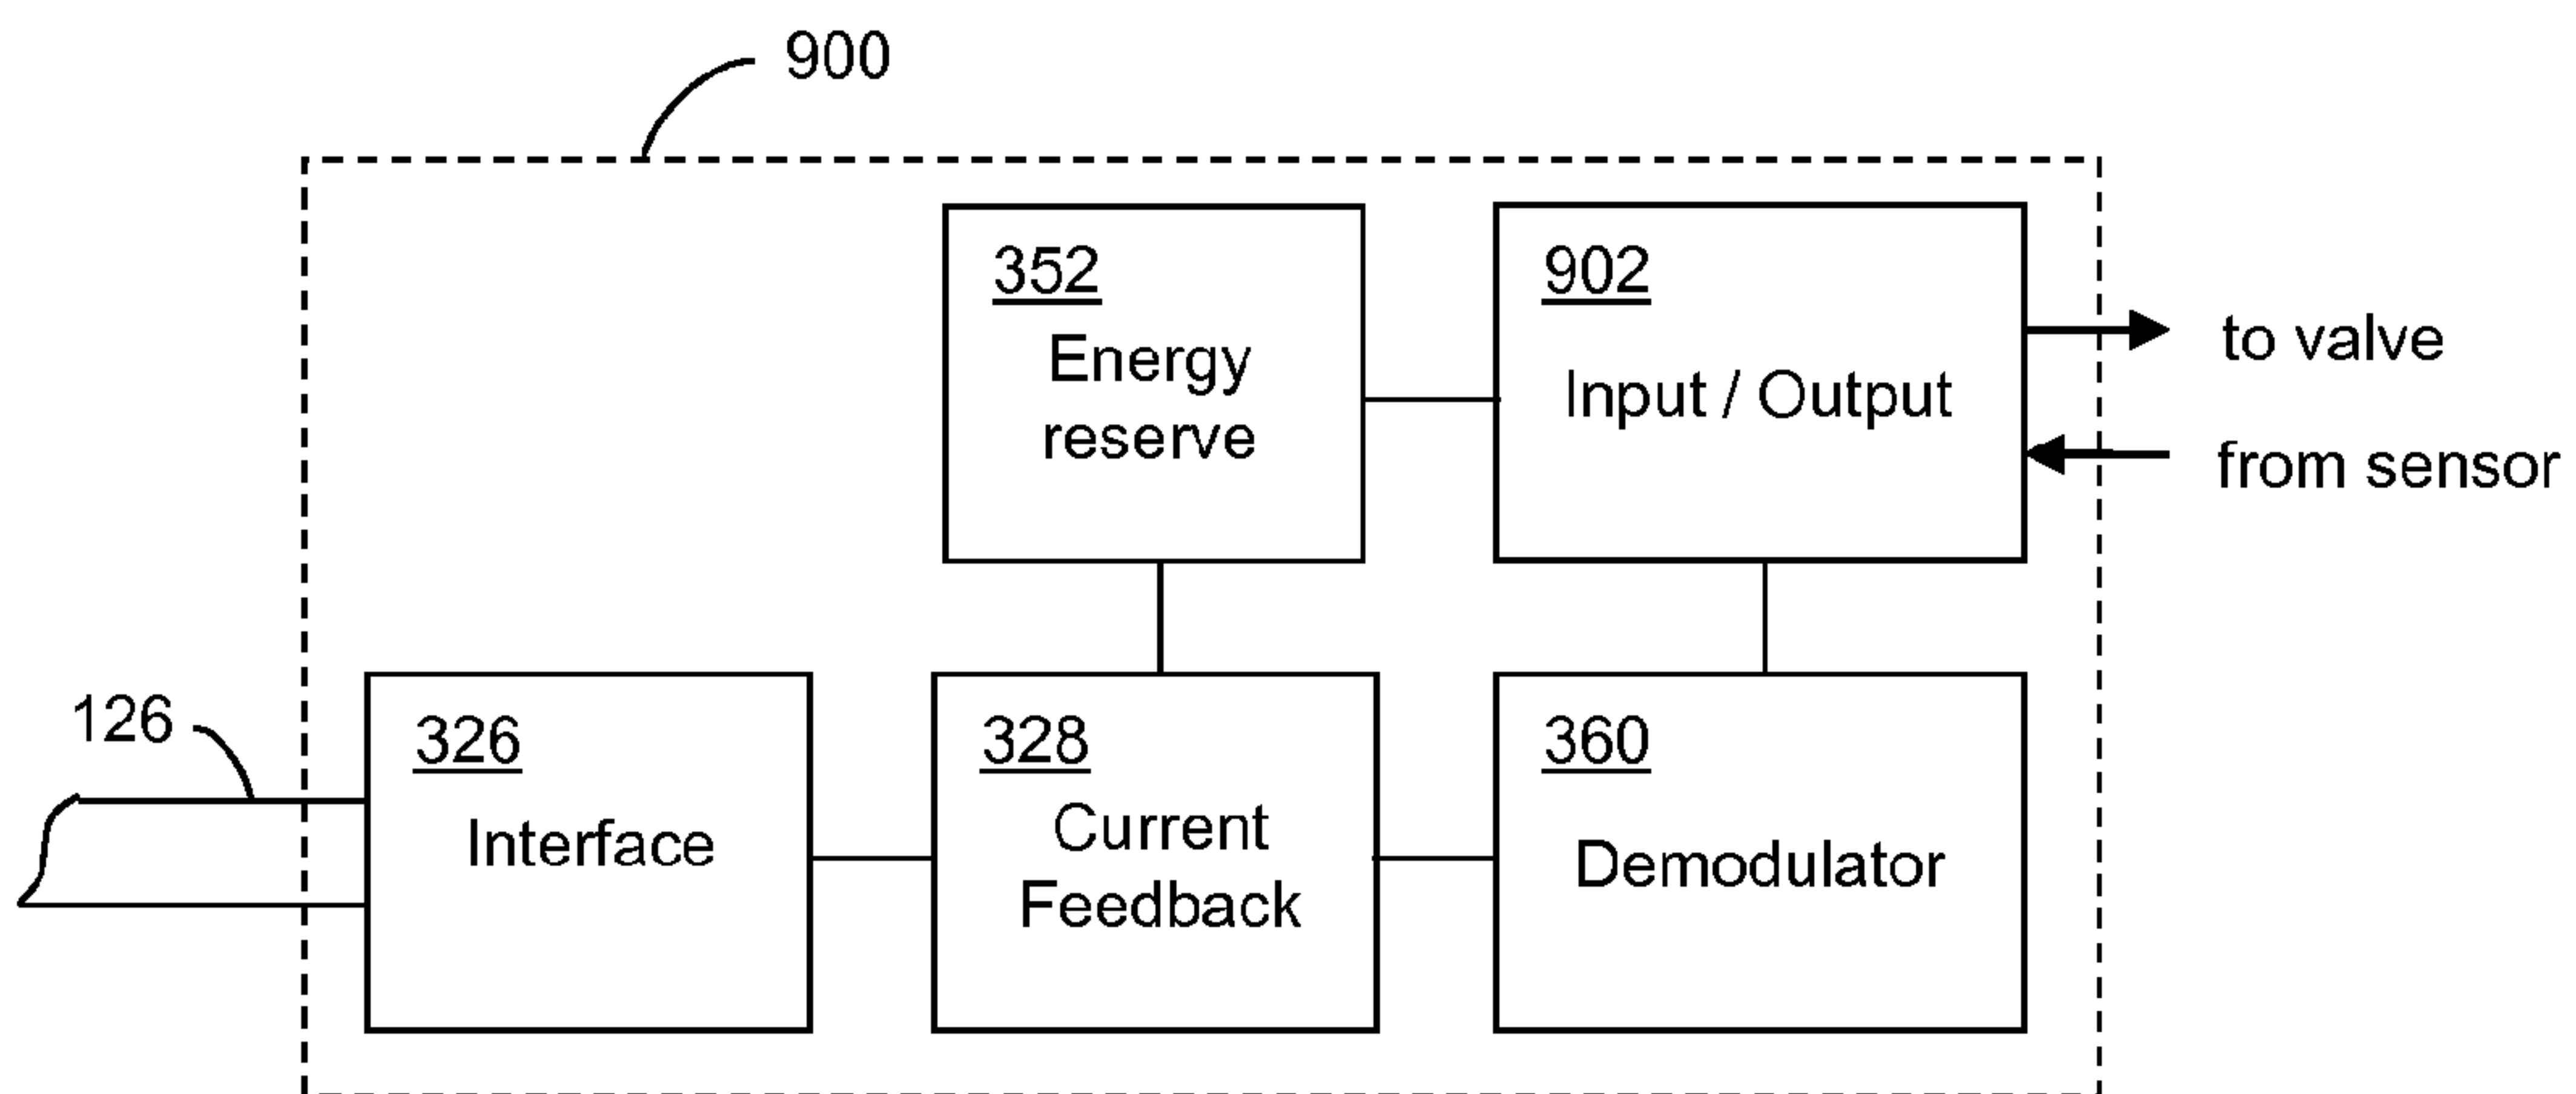 900
352
Energy
reserve
902
Input / Output
to valve
from sensor
126
326
Interface
328
Current
Feedback
360
Demodulator